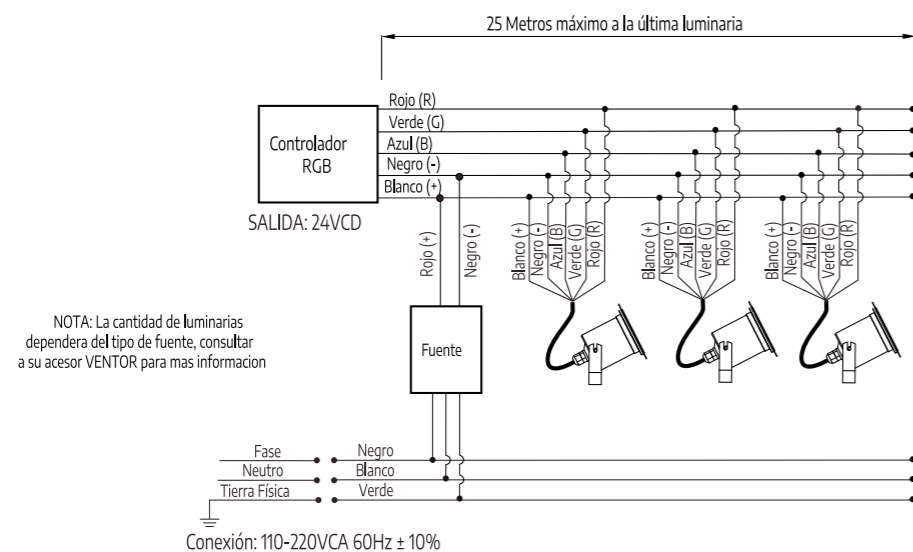 25 Metros máximo a la última luminaria
Rojo (R)
Verde (G)
Azul (B)
Negro (-)
Blanco (+)
Controlador
RGB
SALIDA: 24VCD
Rojo (+)
Negro (-)
Blanco (+)
Negro (-)
Azul (B)
Verde (G)
Rojo (R)
Blanco (+)
Negro (-)
Azul (B)
Verde (G)
Rojo (R)
Blanco (+)
Negro (-)
Azul (B)
Verde (G)
Rojo (R)
NOTA: La cantidad de luminarias
dependera del tipo de fuente, consultar
a su acesor VENTOR para mas informacion
Fuente
Fase
Negro
Neutro
Blanco
Tierra Física
Verde
Conexión: 110-220VCA 60Hz ± 10%